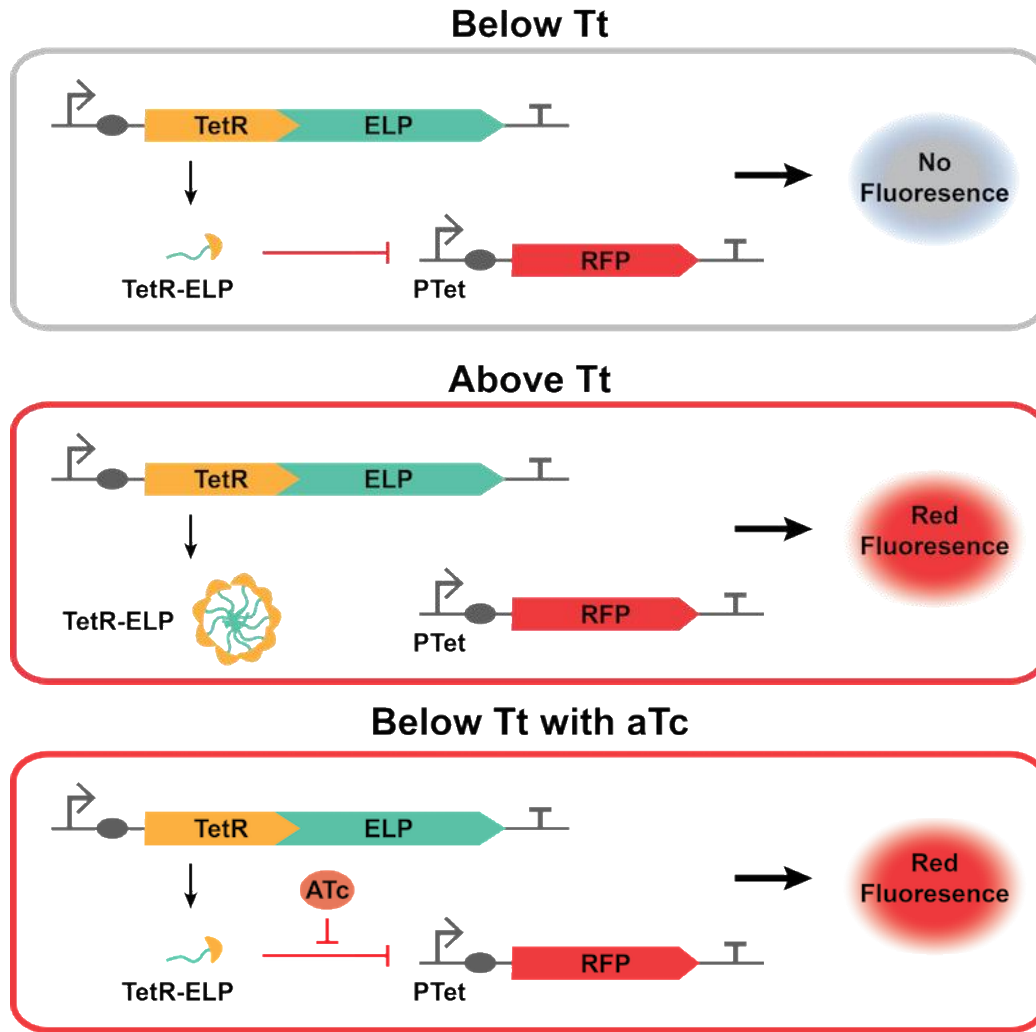 Below Tt
TetR ELP
No
Fluoresence
TetR-ELP
PTet
RFP
Above Tt
TetR ELP
Red
Fluoresence
TetR-ELP
PTet
RFP
Below Tt with aTc
TetR ELP
ATc
Red
Fluoresence
TetR-ELP
PTet
RFP